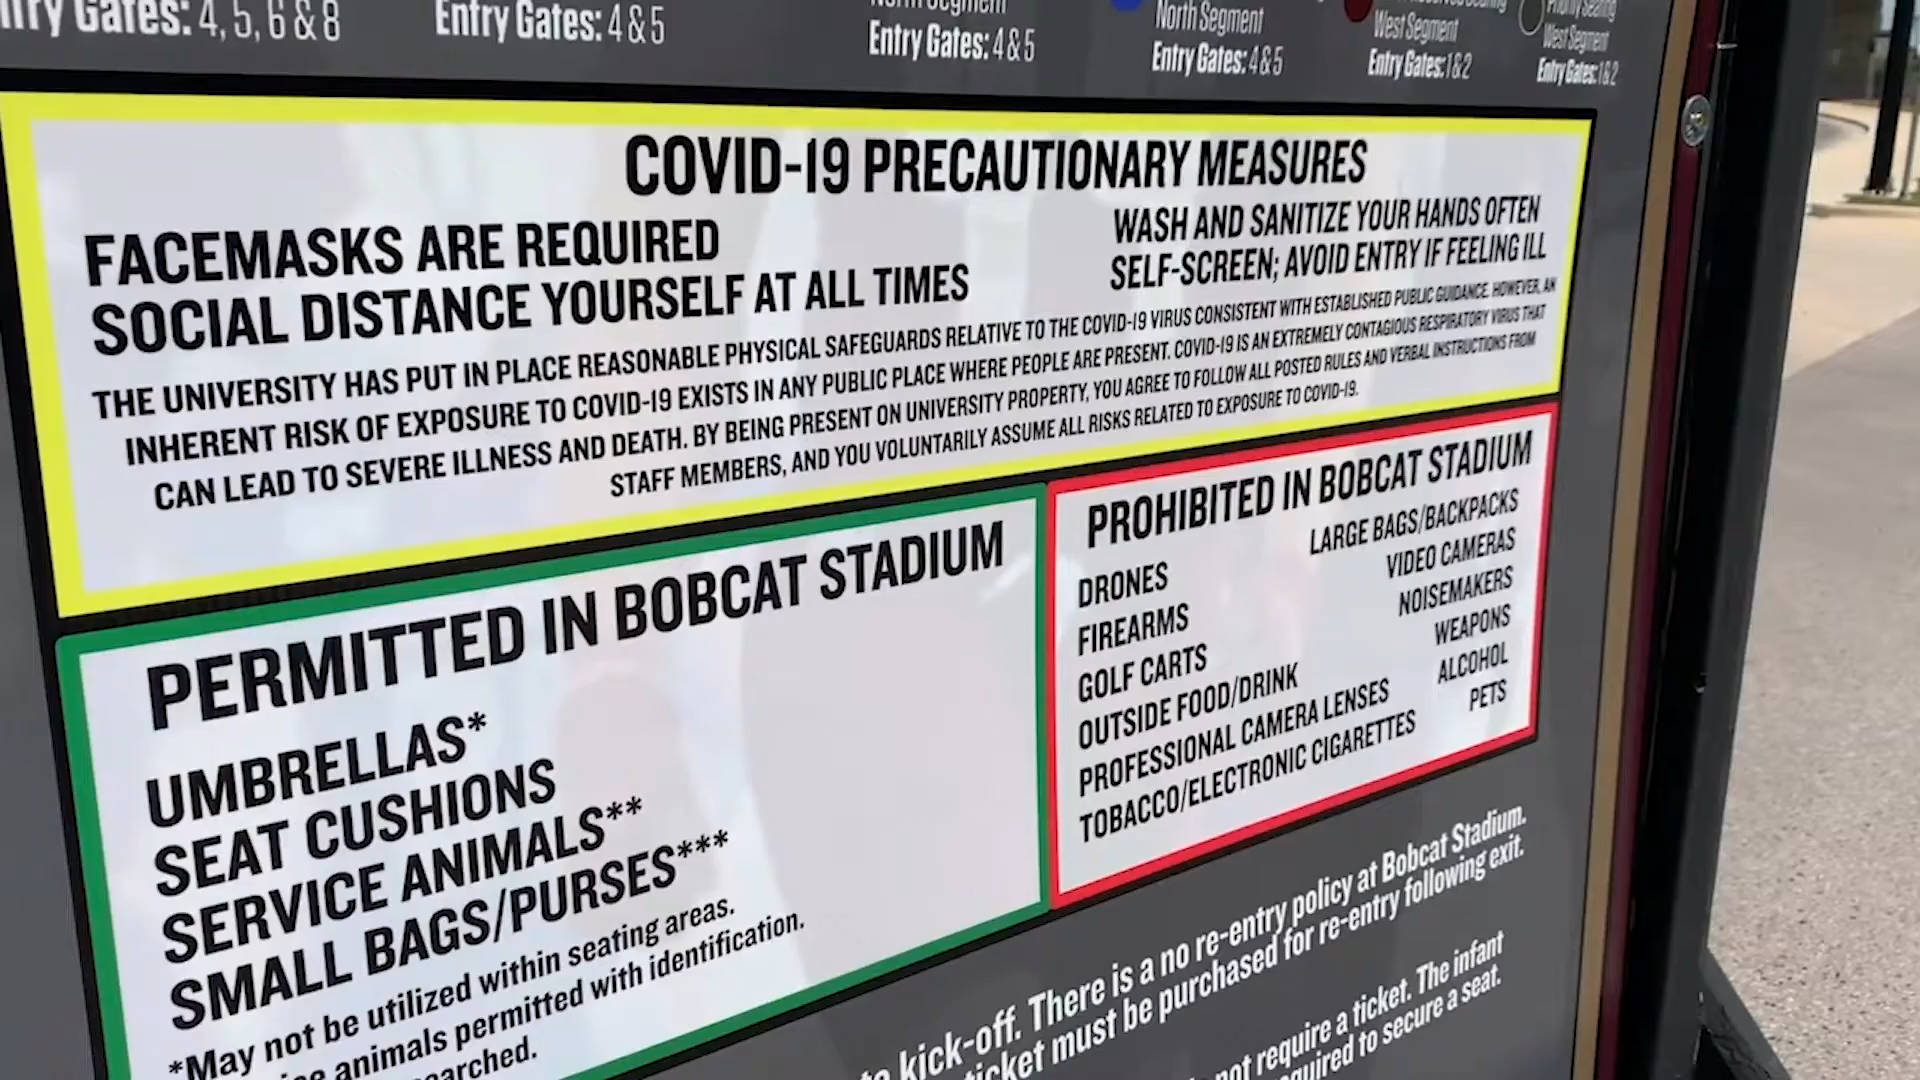 Entry Gates: 4, 5, 6 & 8
Entry Gates: 4 & 5
North Segment
Entry Gates: 4 & 5
North Segment
Entry Gates: 4 & 5
West Segment
Entry Gates: 1 & 2
Priority Seating
West Segment
Entry Gates: 1 & 2
COVID-19 PRECAUTIONARY MEASURES
FACEMASKS ARE REQUIRED
SOCIAL DISTANCE YOURSELF AT ALL TIMES
WASH AND SANITIZE YOUR HANDS OFTEN
SELF-SCREEN; AVOID ENTRY IF FEELING ILL
THE UNIVERSITY HAS PUT IN PLACE REASONABLE PHYSICAL SAFEGUARDS RELATIVE TO THE COVID-19 VIRUS CONSISTENT WITH ESTABLISHED PUBLIC GUIDANCE. HOWEVER, AN
INHERENT RISK OF EXPOSURE TO COVID-19 EXISTS IN ANY PUBLIC PLACE WHERE PEOPLE ARE PRESENT. COVID-19 IS AN EXTREMELY CONTAGIOUS RESPIRATORY VIRUS THAT
CAN LEAD TO SEVERE ILLNESS AND DEATH. BY BEING PRESENT ON UNIVERSITY PROPERTY, YOU AGREE TO FOLLOW ALL POSTED RULES AND VERBAL INSTRUCTIONS FROM
STAFF MEMBERS, AND YOU VOLUNTARILY ASSUME ALL RISKS RELATED TO EXPOSURE TO COVID-19.
PERMITTED IN BOBCAT STADIUM
UMBRELLAS*
SEAT CUSHIONS
SERVICE ANIMALS**
SMALL BAGS/PURSES***
*May not be utilized within seating areas.
animals permitted with identification.
PROHIBITED IN BOBCAT STADIUM
DRONES
FIREARMS
GOLF CARTS
OUTSIDE FOOD/DRINK
PROFESSIONAL CAMERA LENSES
TOBACCO/ELECTRONIC CIGARETTES
LARGE BAGS/BACKPACKS
VIDEO CAMERAS
NOISEMAKERS
WEAPONS
ALCOHOL
PETS
to kick-off. There is a no re-entry policy at Bobcat Stadium.
ticket must be purchased for re-entry following exit.
not require a ticket. The infant
required to secure a seat.